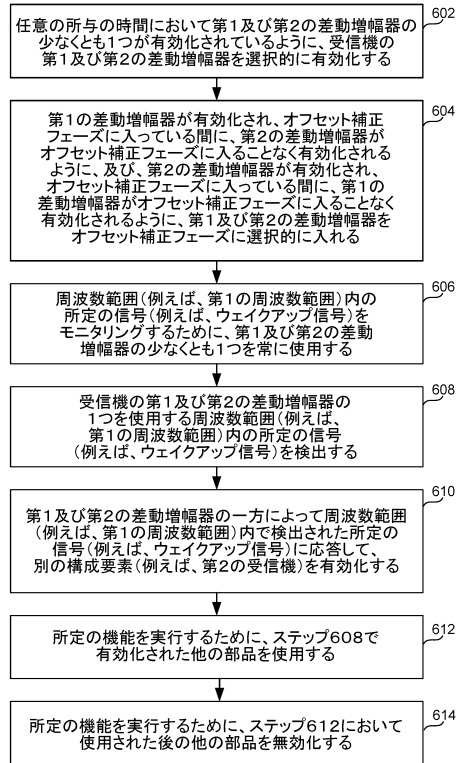 任意の所与の時間において第1及び第2の差動増幅器の
少なくとも1つが有効化されているように、受信機の
第1及び第2の差動増幅器を選択的に有効化する
602
第1の差動増幅器が有効化され、オフセット補正
フェーズに入っている間に、第2の差動増幅器が
オフセット補正フェーズに入ることなく有効化される
ように、及び、第2の差動増幅器が有効化され、
オフセット補正フェーズに入っている間に、第1の
差動増幅器がオフセット補正フェーズに入ることなく
有効化されるように、第1及び第2の差動増幅器を
オフセット補正フェーズに選択的に入れる
604
周波数範囲(例えば、第1の周波数範囲)内の
所定の信号(例えば、ウェイクアップ信号)を
モニタリングするために、第1及び第2の差動
増幅器の少なくとも1つを常に使用する
606
受信機の第1及び第2の差動増幅器の
1つを使用する周波数範囲(例えば、
第1の周波数範囲)内の所定の信号
(例えば、ウェイクアップ信号)を検出する
608
第1及び第2の差動増幅器の一方によって周波数範囲
(例えば、第1の周波数範囲)内で検出された所定の
信号(例えば、ウェイクアップ信号)に応答して、
別の構成要素(例えば、第2の受信機)を有効化する
610
所定の機能を実行するために、ステップ608で
有効化された他の部品を使用する
612
所定の機能を実行するために、ステップ612において
使用された後の他の部品を無効化する
614